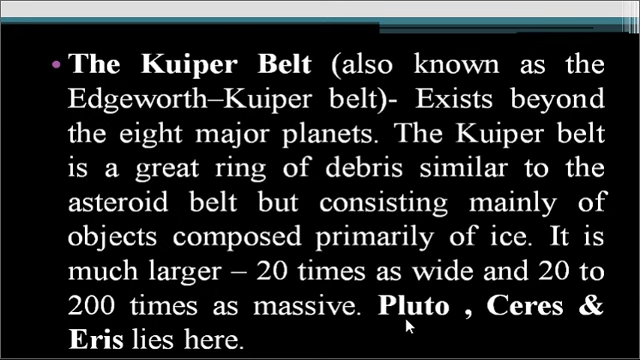 • The Kuiper Belt (also known as the
Edgeworth–Kuiper belt)- Exists beyond
the eight major planets. The Kuiper belt
is a great ring of debris similar to the
asteroid belt but consisting mainly of
objects composed primarily of ice. It is
much larger – 20 times as wide and 20 to
200 times as massive. Pluto , Ceres &
Eris lies here.